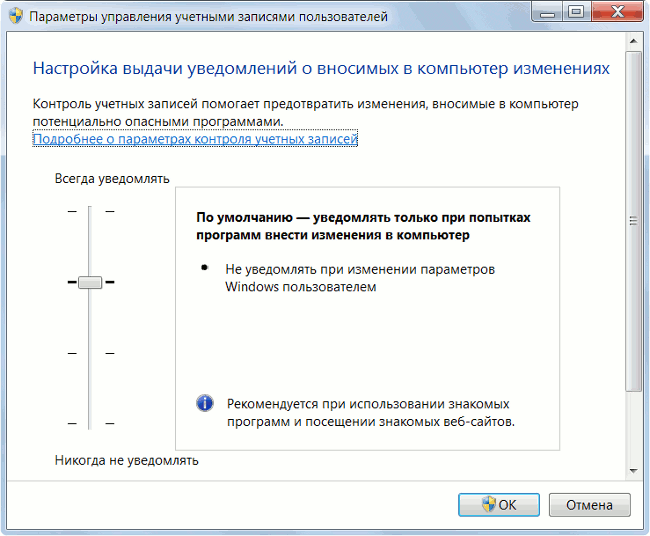 Параметры управления учетными записями пользователей
Настройка выдачи уведомлений о вносимых в компьютер изменениях
Контроль учетных записей помогает предотвратить изменения, вносимые в компьютер
потенциально опасными программами.
Подробнее о параметрах контроля учетных записей
Всегда уведомлять
По умолчанию — уведомлять только при попытках
программ внести изменения в компьютер
Не уведомлять при изменении параметров
Windows пользователем
Рекомендуется при использовании знакомых
программ и посещении знакомых веб-сайтов.
Никогда не уведомлять
ОК
Отмена